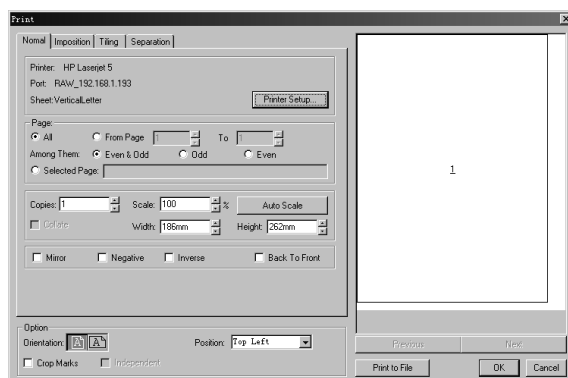 Print
Nomal Imposition Tiling Separation
Printer: HP Laserjet 5
Port: RAW_192.168.1.193
Sheet:VerticalLetter
Printer Setup...
Page:
All From Page 1 To 1
Among Them: Even & Odd Odd Even
Selected Page:
Copies: 1 Scale: 100 % Auto Scale
Collate Width: 186mm Height: 262mm
Mirror Negative Inverse Back To Front
1
Option
Orientation: A A Position: Top Left
Crop Marks Independent
Previous Next
Print to File OK Cancel